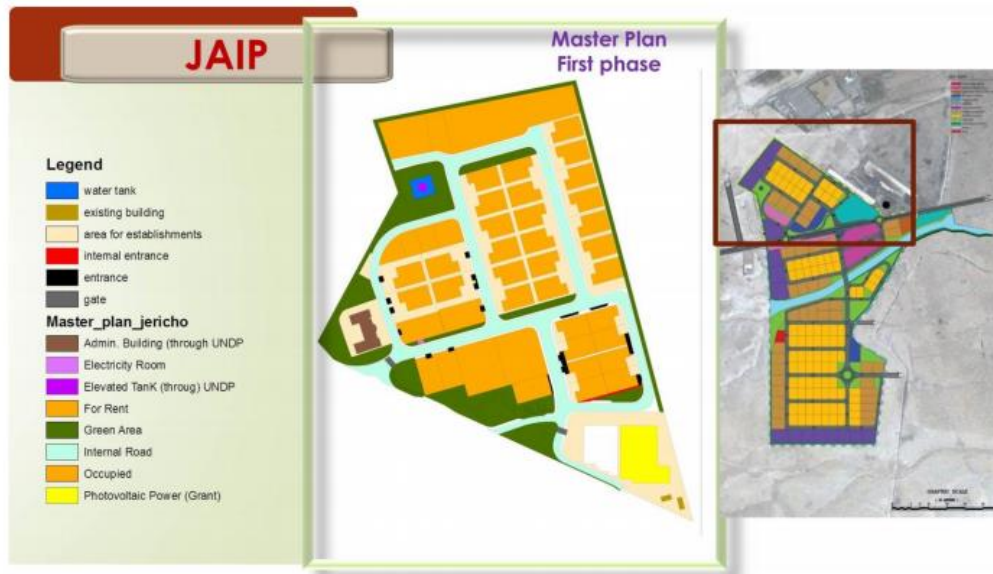 JAIP
Master Plan
First phase
Legend
water tank
existing building
area for establishments
internal entrance
entrance
gate
Master_plan_jericho
Admin. Building (through UNDP
Electricity Room
Elevated TanK (throug) UNDP
For Rent
Green Area
Internal Road
Occupied
Photovoltaic Power (Grant)
GRAPHIC SCALE